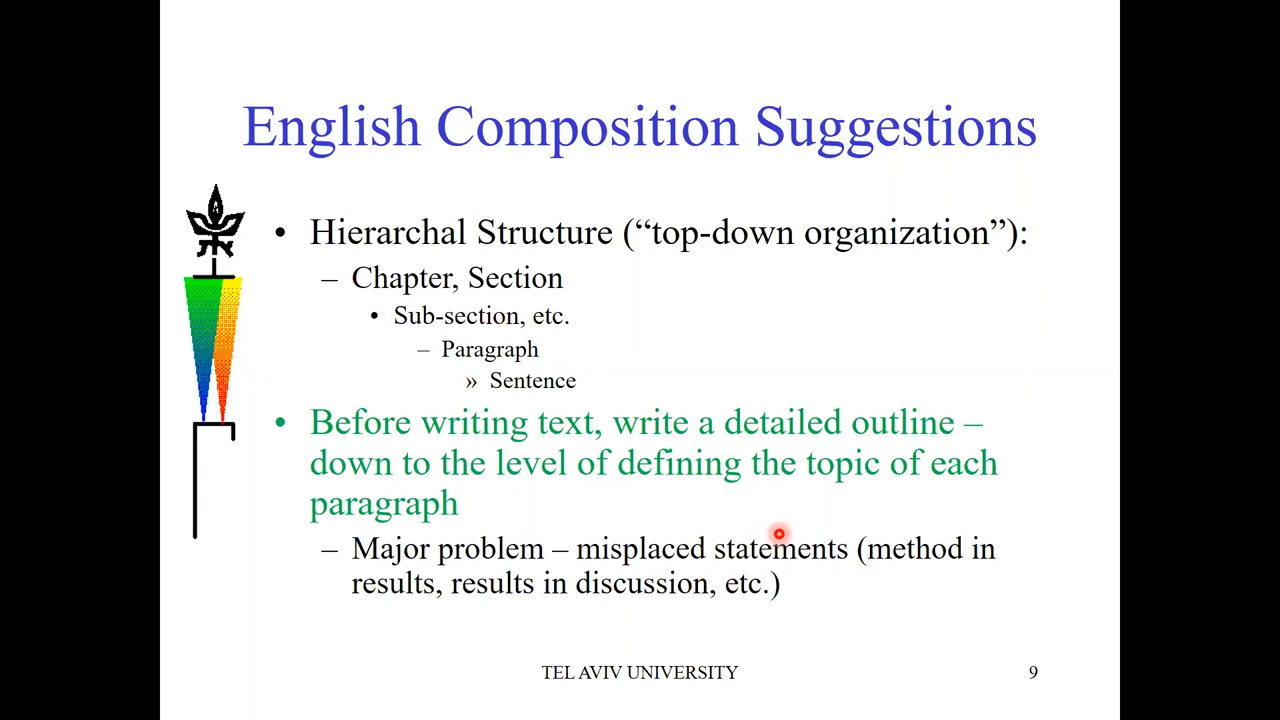 English Composition Suggestions
• Hierarchal Structure (“top-down organization”):
– Chapter, Section
• Sub-section, etc.
– Paragraph
» Sentence
• Before writing text, write a detailed outline –
down to the level of defining the topic of each
paragraph
– Major problem – misplaced statements (method in
results, results in discussion, etc.)
TEL AVIV UNIVERSITY 9